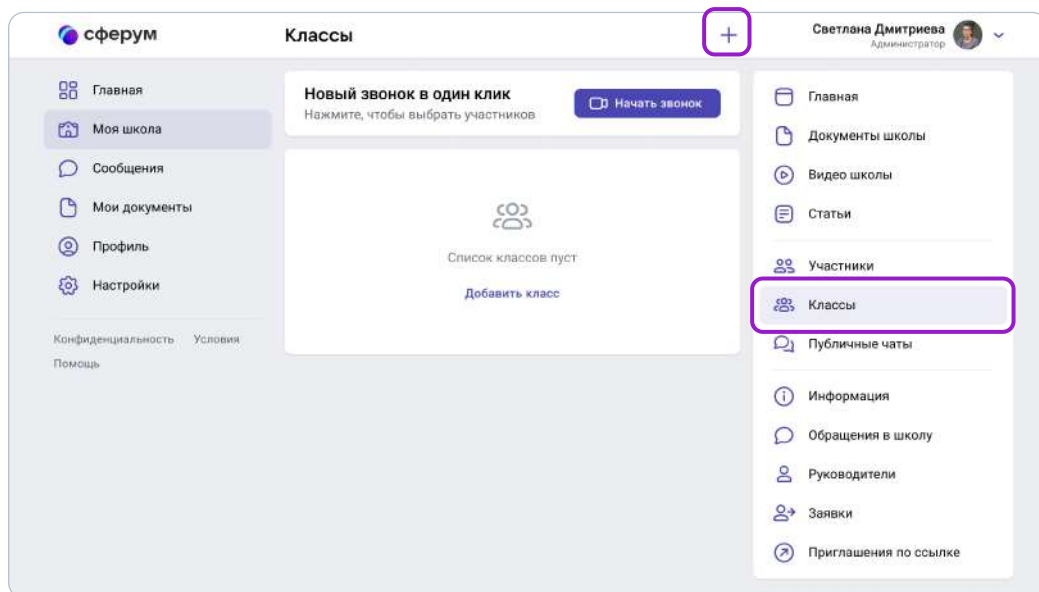 сферум
Классы
Светлана Дмитриева
Администратор
Главная
Моя школа
Сообщения
Мои документы
Профиль
Настройки
Конфиденциальность Условия
Помощь
Новый звонок в один клик
Нажмите, чтобы выбрать участников
Начать звонок
Список классов пуст
Добавить класс
Главная
Документы школы
Видео школы
Статьи
Участники
Классы
Публичные чаты
Информация
Обращения в школу
Руководители
Заявки
Приглашения по ссылке